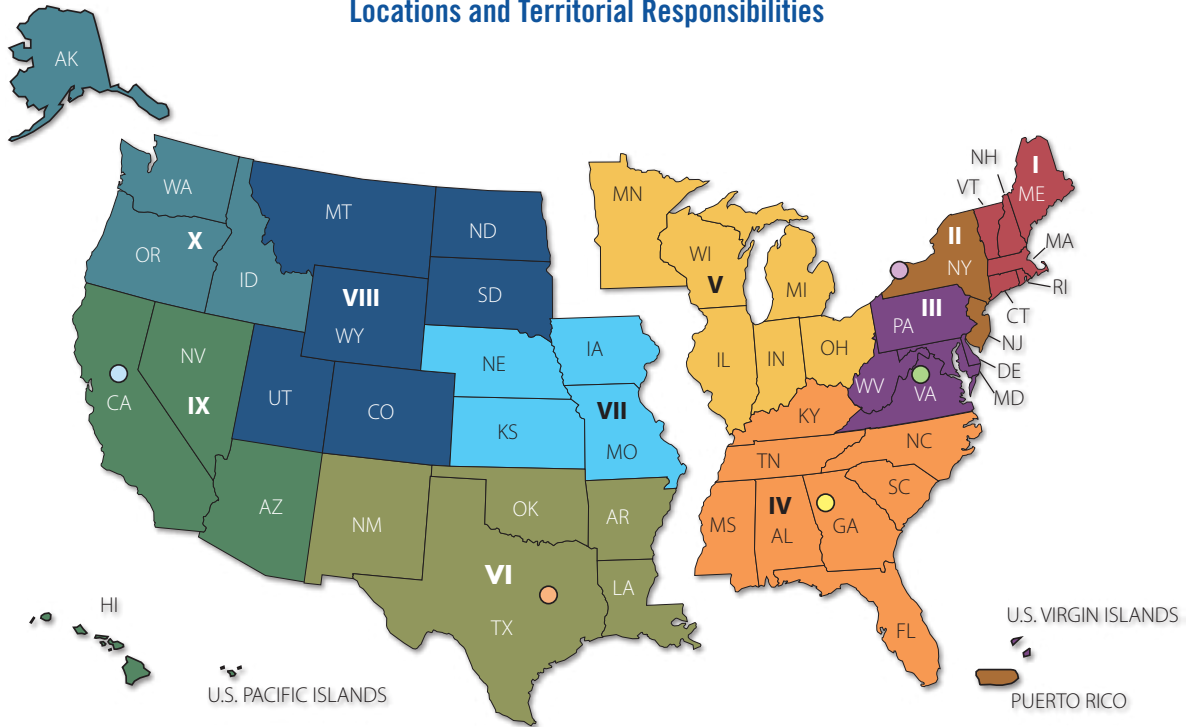 Locations and Territorial Responsibilities
AK
WA
OR
X
ID
MT
ND
SD
VIII
WY
NV
IX
CA
UT
CO
AZ
NM
NE
IA
VII
KS
MO
OK
AR
VI
TX
LA
MN
WI
V
MI
IL
IN
OH
NH
VT
I
ME
II
NY
MA
RI
CT
III
PA
NJ
DE
MD
WV
VA
KY
TN
NC
SC
IV
MS
AL
GA
FL
HI
U.S. PACIFIC ISLANDS
U.S. VIRGIN ISLANDS
PUERTO RICO